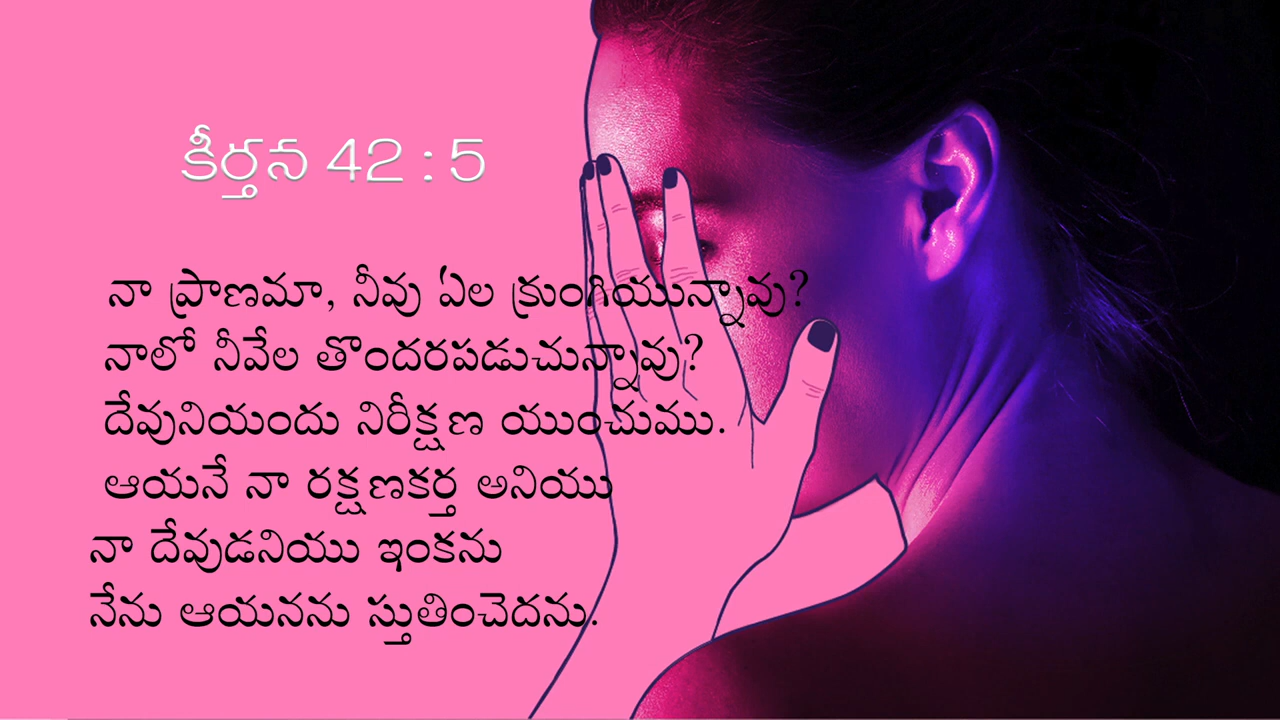 కీర్తన 42 : 5
నా ప్రాణమా, నీవు ఏల క్రుంగియున్నావు?
నాలో నీవేల తొందరపడుచున్నావు?
దేవునియందు నిరీక్షణ యుంచుము.
ఆయనే నా రక్షణకర్త అనియు
నా దేవుడనియు ఇంకను
నేను ఆయనను స్తుతించెదను.